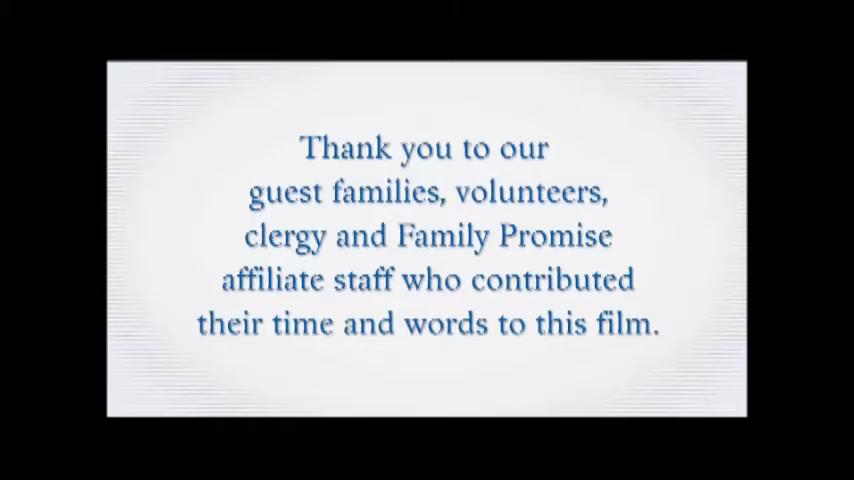 Thank you to our
guest families, volunteers,
clergy and Family Promise
affiliate staff who contributed
their time and words to this film.